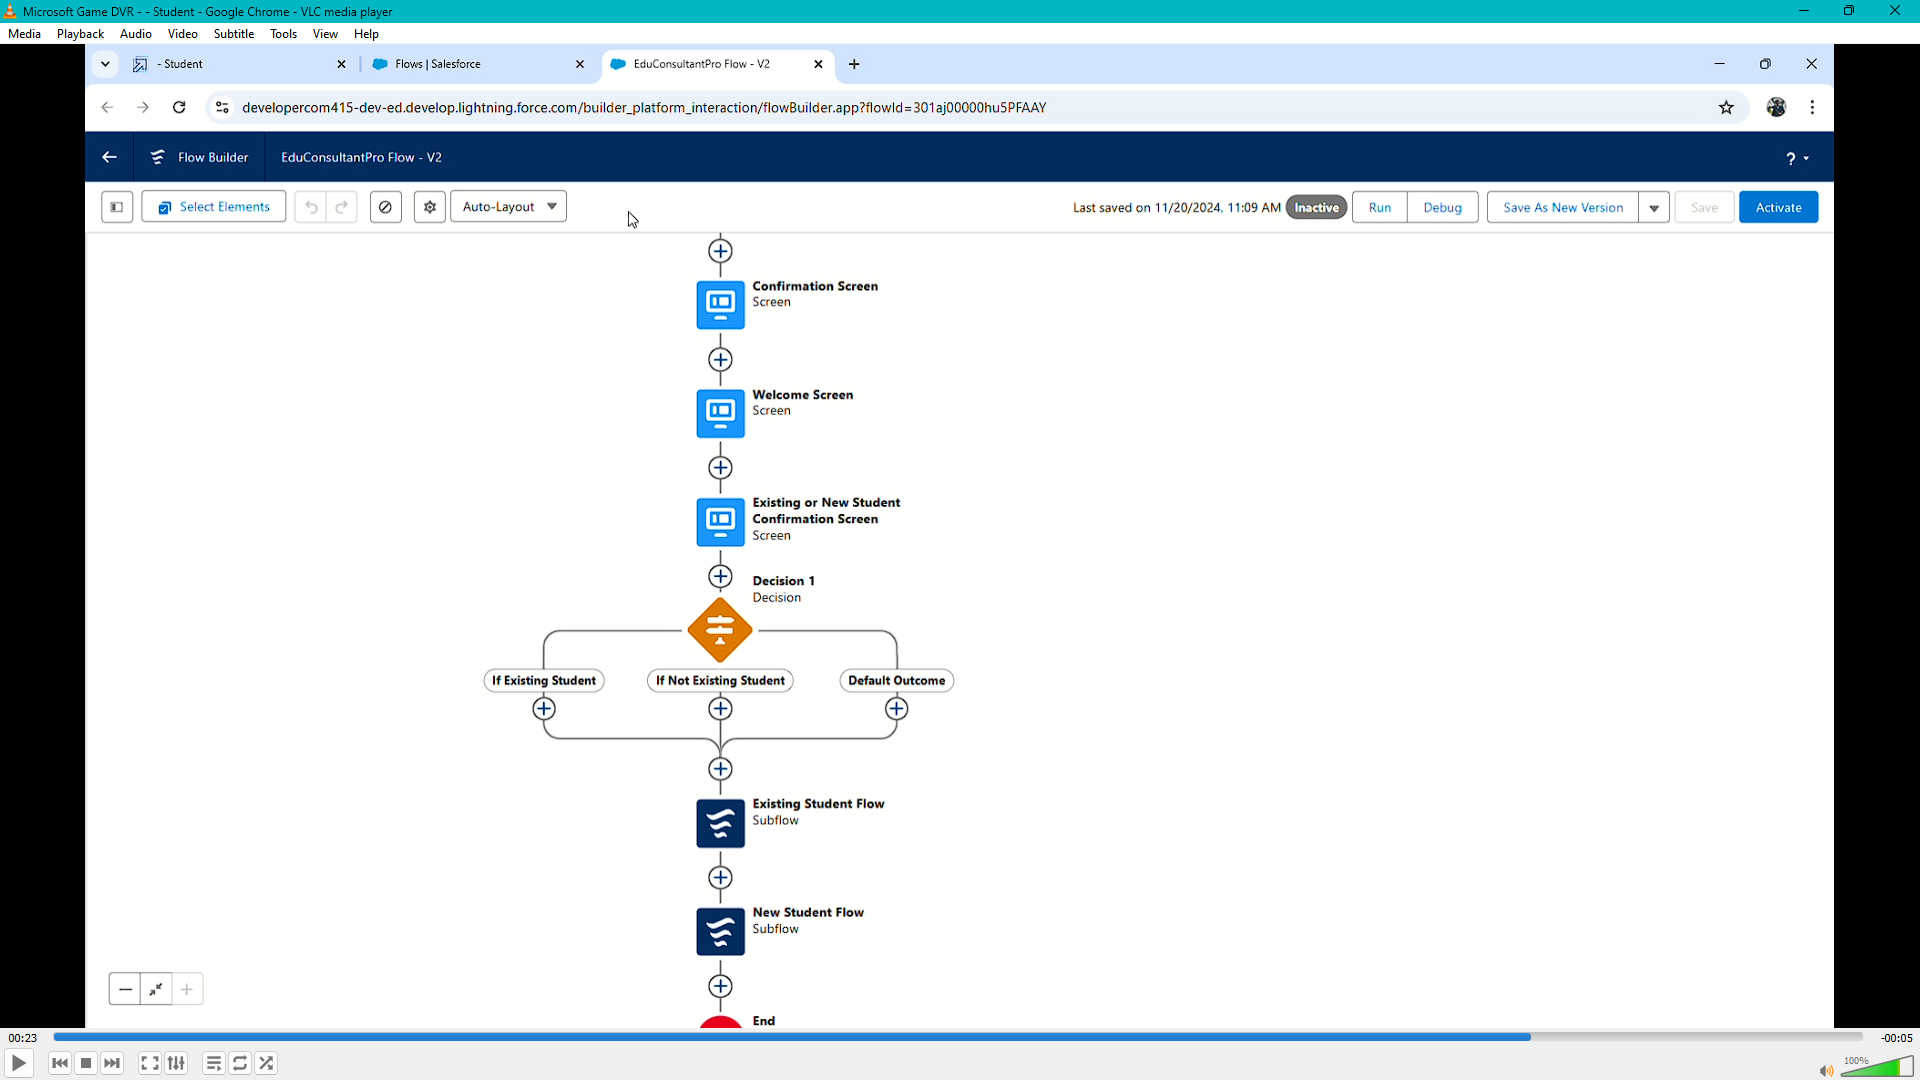 Microsoft Game DVR - - Student - Google Chrome - VLC media player
Media Playback Audio Video Subtitle Tools View Help
- Student
Flows | Salesforce
EduConsultantPro Flow - V2
developercom415-dev-ed.develop.lightning.force.com/builder_platform_interaction/flowBuilder.app?flowId=301aj00000hu5PFAAY
Flow Builder
EduConsultantPro Flow - V2
?
Select Elements
Auto-Layout
Last saved on 11/20/2024, 11:09 AM
Inactive
Run
Debug
Save As New Version
Save
Activate
Confirmation Screen
Screen
Welcome Screen
Screen
Existing or New Student
Confirmation Screen
Screen
Decision 1
Decision
If Existing Student
If Not Existing Student
Default Outcome
Existing Student Flow
Subflow
New Student Flow
Subflow
End
00:23
-00:05
100%